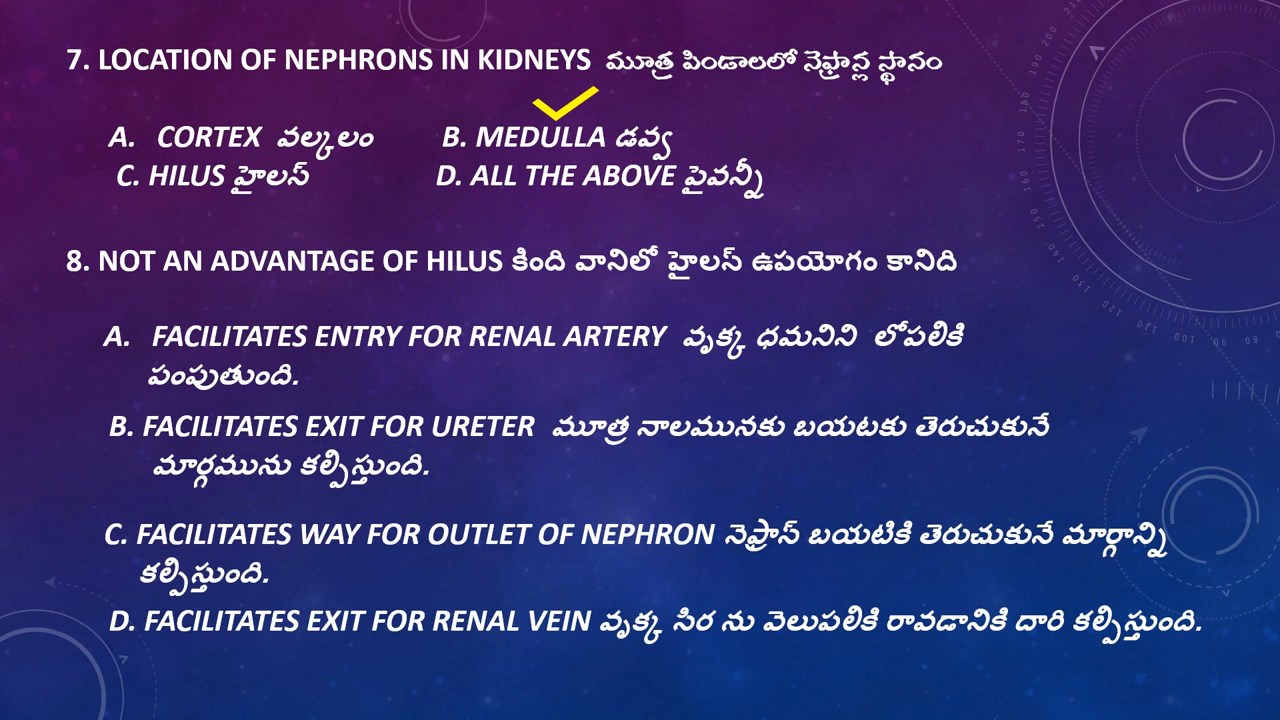 7. LOCATION OF NEPHRONS IN KIDNEYS మూత్ర పిండాలలో నెఫ్రాన్ల స్థానం
A. CORTEX వల్కలం B. MEDULLA డవ్వ
C. HILUS హైలస్ D. ALL THE ABOVE పైవన్నీ
8. NOT AN ADVANTAGE OF HILUS కింది వానిలో హైలస్ ఉపయోగం కానిది
A. FACILITATES ENTRY FOR RENAL ARTERY వృక్క ధమనిని లోపలికి
పంపుతుంది.
B. FACILITATES EXIT FOR URETER మూత్ర నాలమునకు బయటకు తెరుచుకునే
మార్గమును కల్పిస్తుంది.
C. FACILITATES WAY FOR OUTLET OF NEPHRON నెఫ్రాస్ బయటికి తెరుచుకునే మార్గాన్ని
కల్పిస్తుంది.
D. FACILITATES EXIT FOR RENAL VEIN వృక్క సిర ను వెలుపలికి రావడానికి దారి కల్పిస్తుంది.